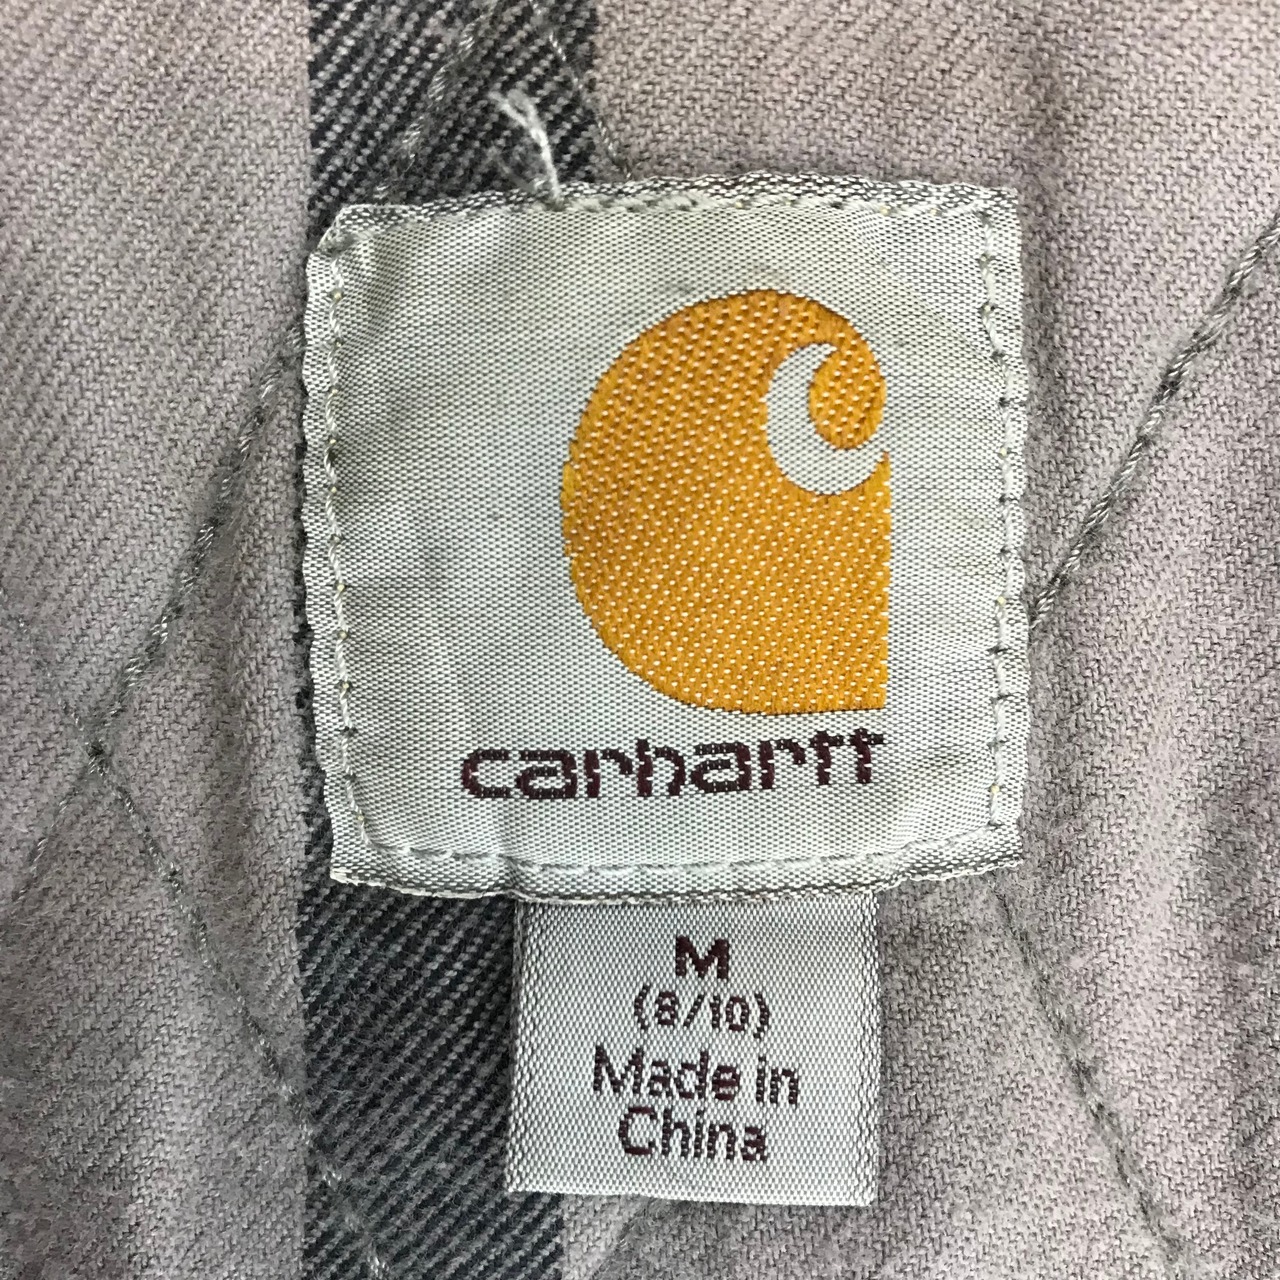 carhartt
M
(8/10)
Made in
China